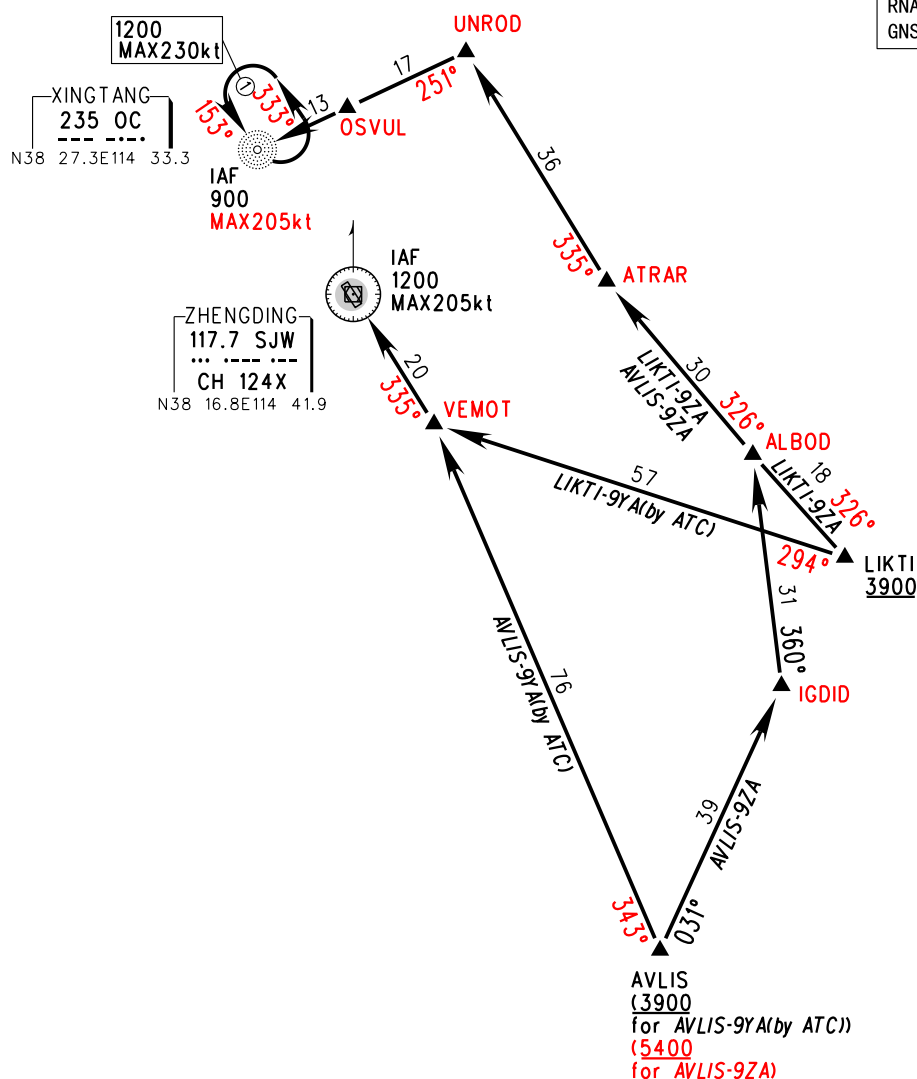 RNA
GNS
UNROD
1200
MAX230kt
17
251°
1
333°
153°
13
OSVUL
XINGTANG
235 OC
--- -·-·
N38 27.3E114 33.3
IAF
900
MAX205kt
36
335°
ATRAR
IAF
1200
MAX205kt
ZHENGDING
117.7 SJW
··· ·--- ·--
CH 124X
N38 16.8E114 41.9
20
335°
VEMOT
30
LIKTI-9ZA
AVLIS-9ZA
326°
ALBOD
18
LIKTI-9ZA
326°
57
LIKTI-9YA(by ATC)
294°
LIKTI
3900
31
360°
IGDID
76
AVLIS-9YA(by ATC)
39
AVLIS-9ZA
343°
031°
AVLIS
(3900
for AVLIS-9YA(by ATC))
(5400
for AVLIS-9ZA)